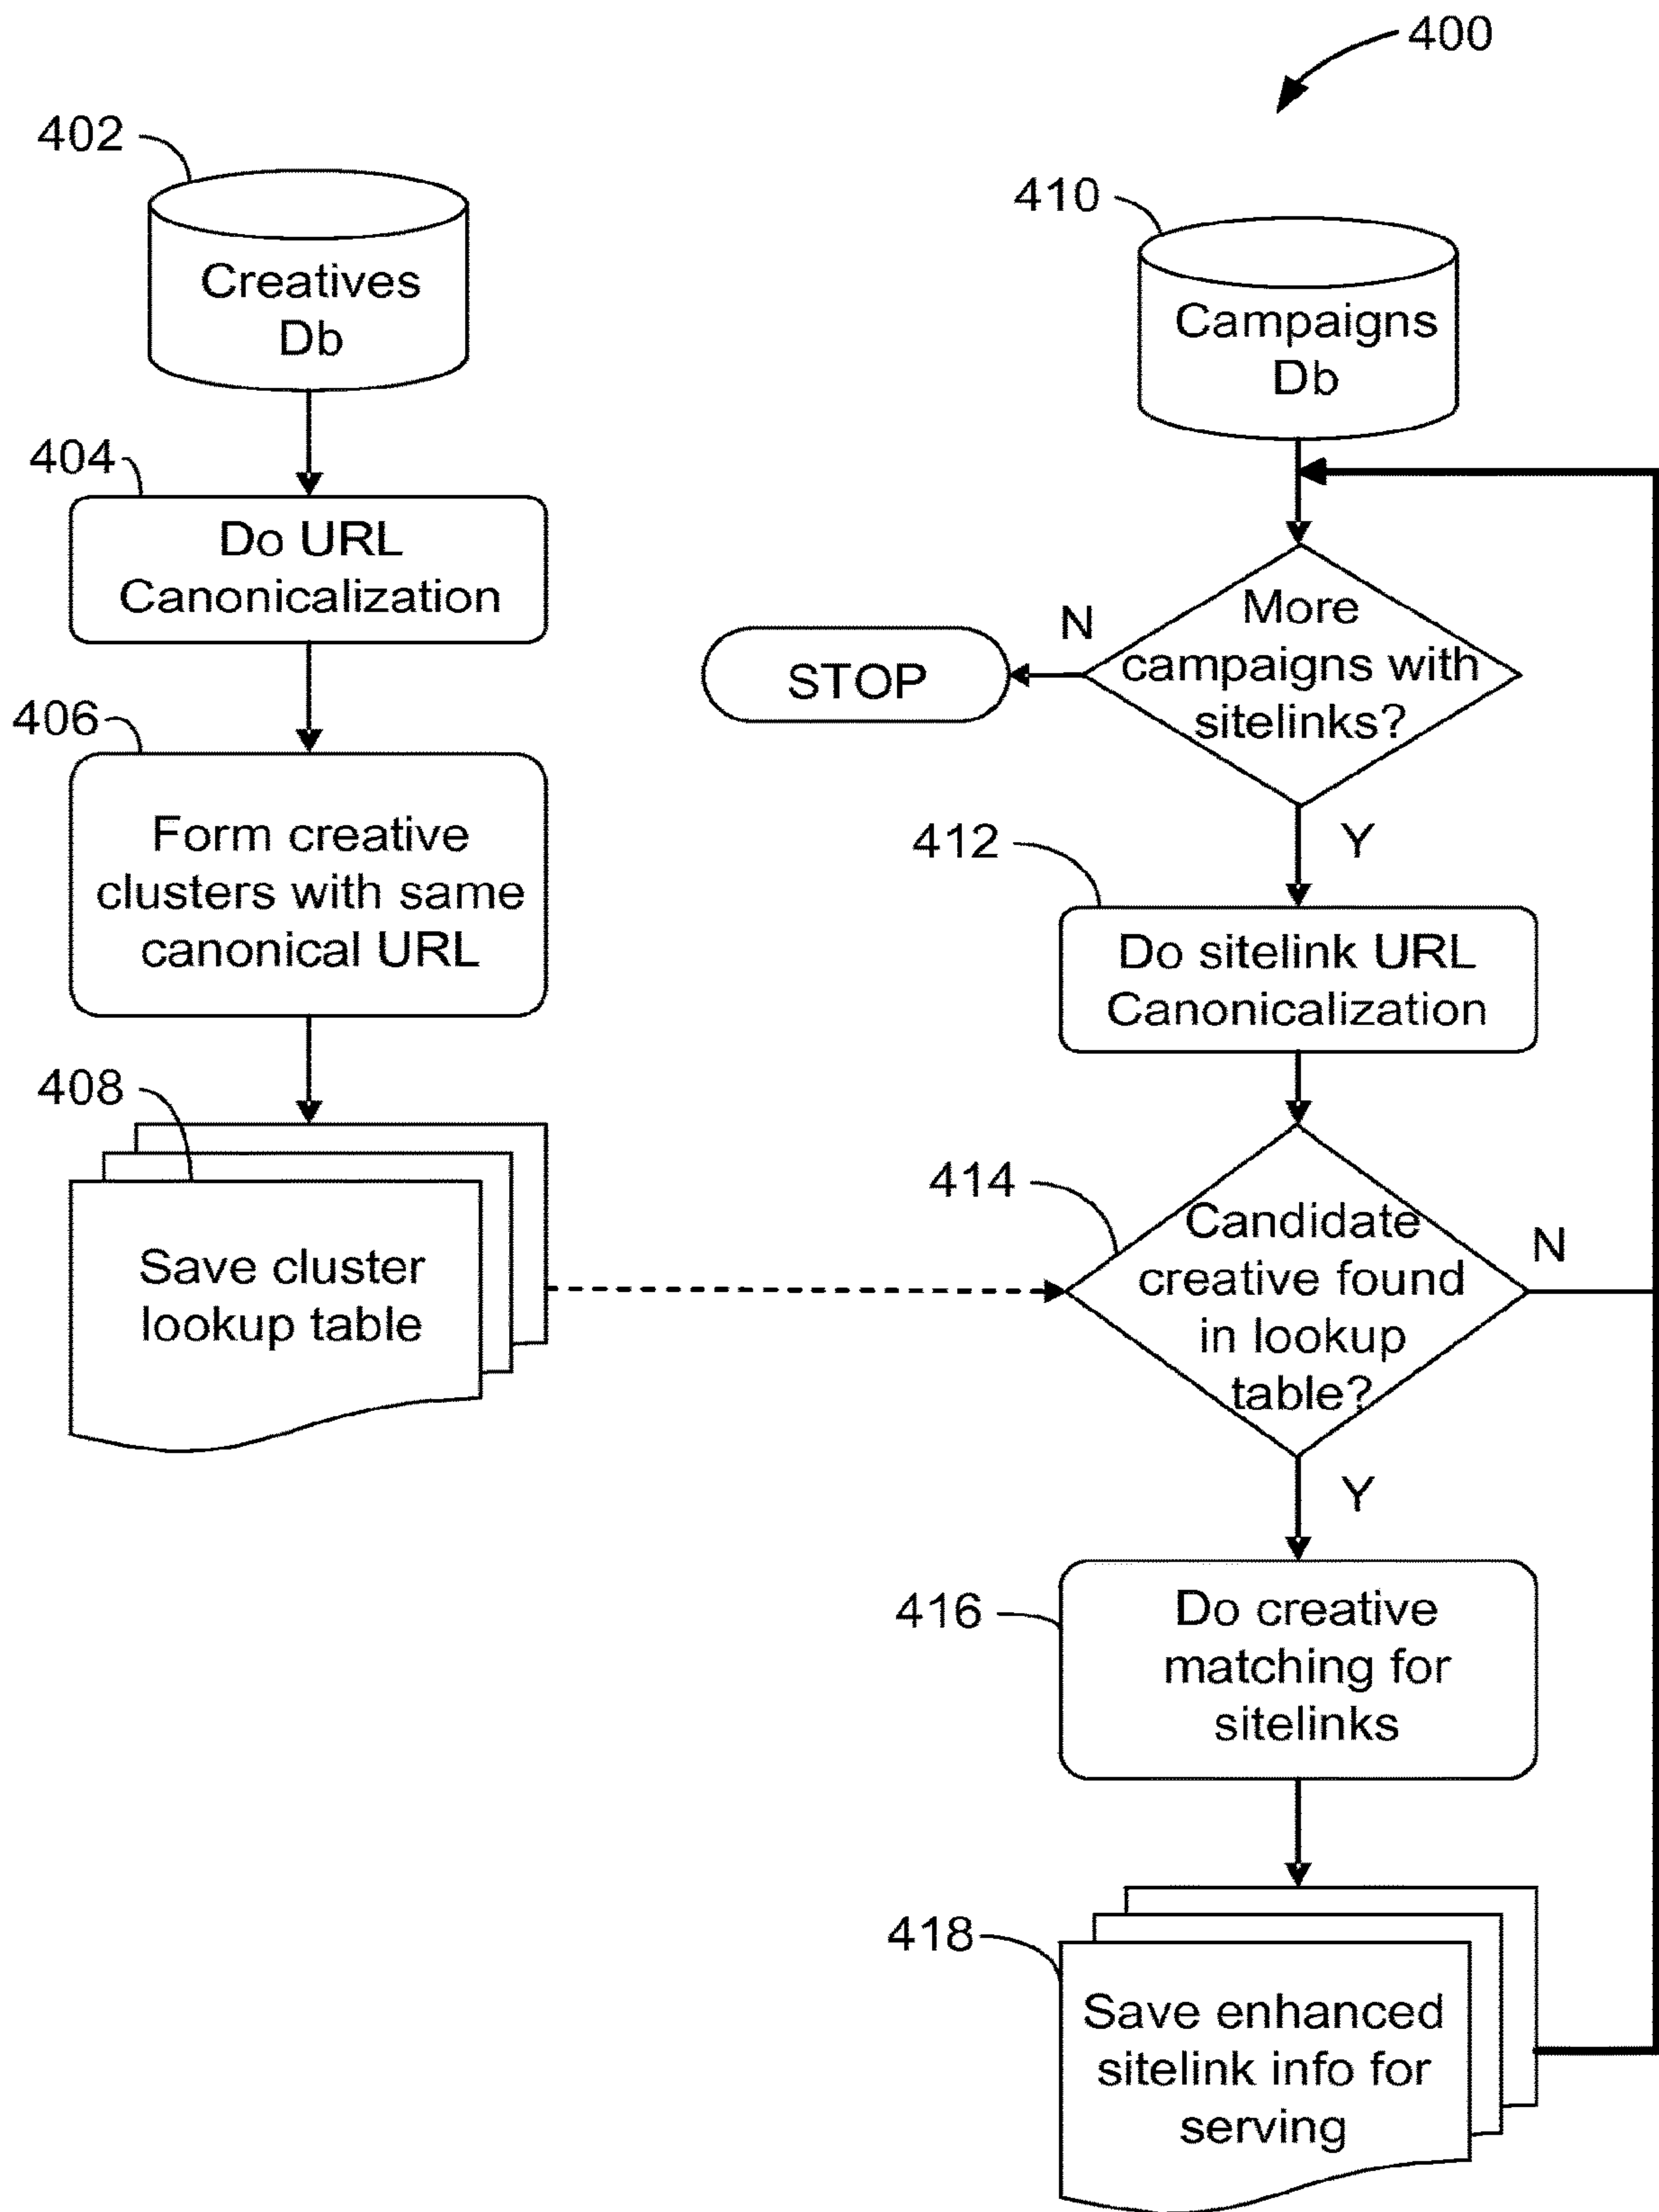 400
402
Creatives
Db
404
Do URL
Canonicalization
406
Form creative
clusters with same
canonical URL
408
Save cluster
lookup table
410
Campaigns
Db
More
campaigns with
sitelinks?
N
STOP
Y
412
Do sitelink URL
Canonicalization
414
Candidate
creative found
in lookup
table?
N
Y
416
Do creative
matching for
sitelinks
418
Save enhanced
sitelink info for
serving